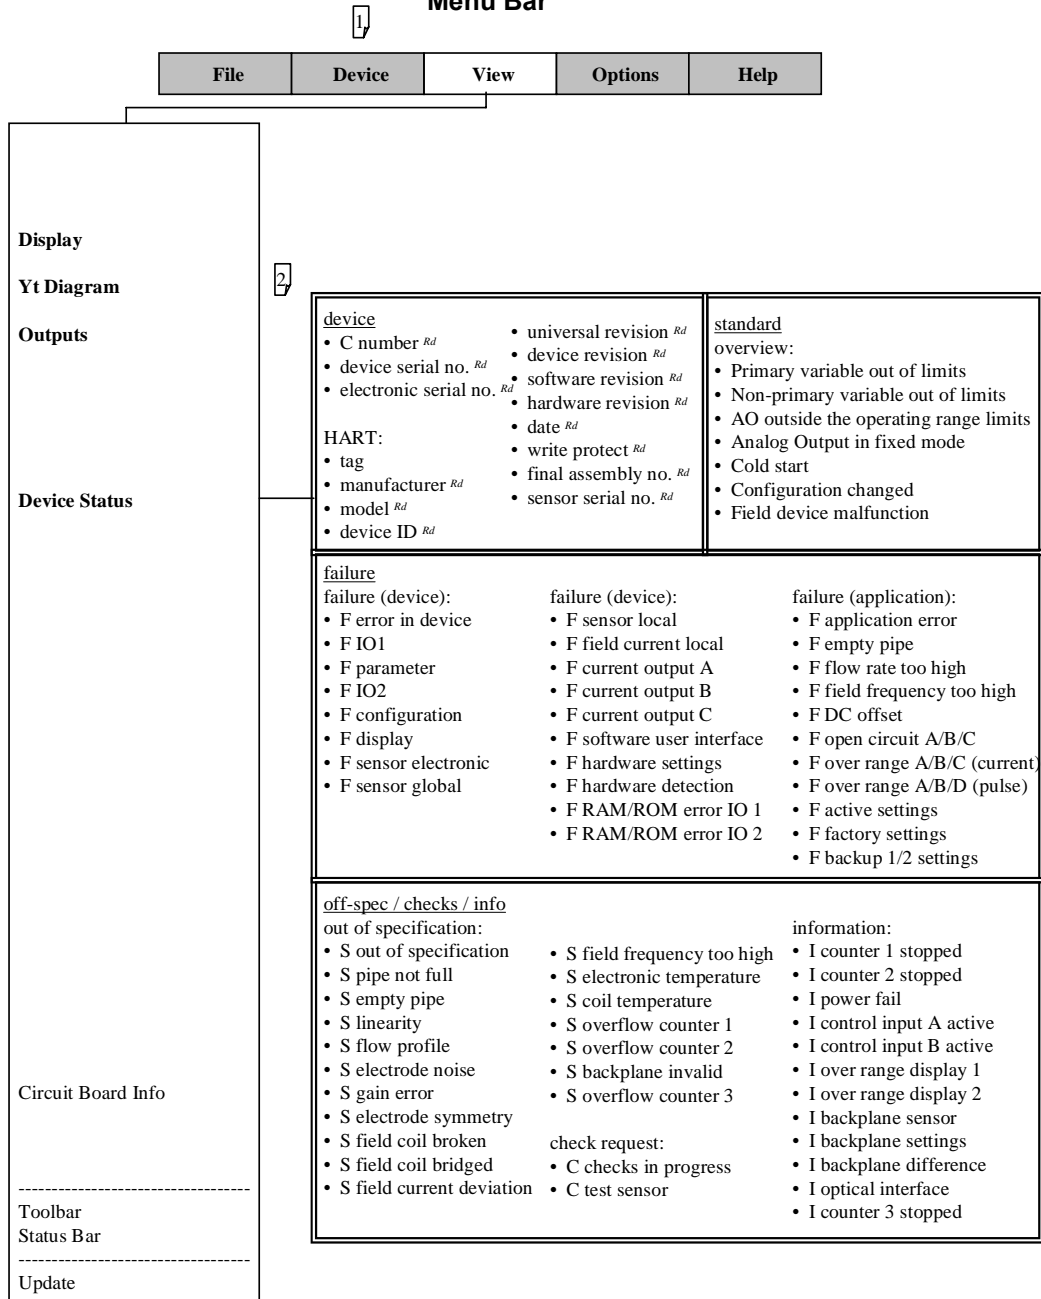 Menu Bar
1
File Device View Options Help
Display
Yt Diagram
Outputs
Device Status
Circuit Board Info
-----------------------------------
Toolbar
Status Bar
-----------------------------------
Update
2
device
• C number Rd
• device serial no. Rd
• electronic serial no. Rd
HART:
• tag
• manufacturer Rd
• model Rd
• device ID Rd
• universal revision Rd
• device revision Rd
• software revision Rd
• hardware revision Rd
• date Rd
• write protect Rd
• final assembly no. Rd
• sensor serial no. Rd
standard
overview:
• Primary variable out of limits
• Non-primary variable out of limits
• AO outside the operating range limits
• Analog Output in fixed mode
• Cold start
• Configuration changed
• Field device malfunction
failure
failure (device):
• F error in device
• F IO1
• F parameter
• F IO2
• F configuration
• F display
• F sensor electronic
• F sensor global
failure (device):
• F sensor local
• F field current local
• F current output A
• F current output B
• F current output C
• F software user interface
• F hardware settings
• F hardware detection
• F RAM/ROM error IO 1
• F RAM/ROM error IO 2
failure (application):
• F application error
• F empty pipe
• F flow rate too high
• F field frequency too high
• F DC offset
• F open circuit A/B/C
• F over range A/B/C (current)
• F over range A/B/D (pulse)
• F active settings
• F factory settings
• F backup 1/2 settings
off-spec / checks / info
out of specification:
• S out of specification
• S pipe not full
• S empty pipe
• S linearity
• S flow profile
• S electrode noise
• S gain error
• S electrode symmetry
• S field coil broken
• S field coil bridged
• S field current deviation
• S field frequency too high
• S electronic temperature
• S coil temperature
• S overflow counter 1
• S overflow counter 2
• S backplane invalid
• S overflow counter 3
check request:
• C checks in progress
• C test sensor
information:
• I counter 1 stopped
• I counter 2 stopped
• I power fail
• I control input A active
• I control input B active
• I over range display 1
• I over range display 2
• I backplane sensor
• I backplane settings
• I backplane difference
• I optical interface
• I counter 3 stopped